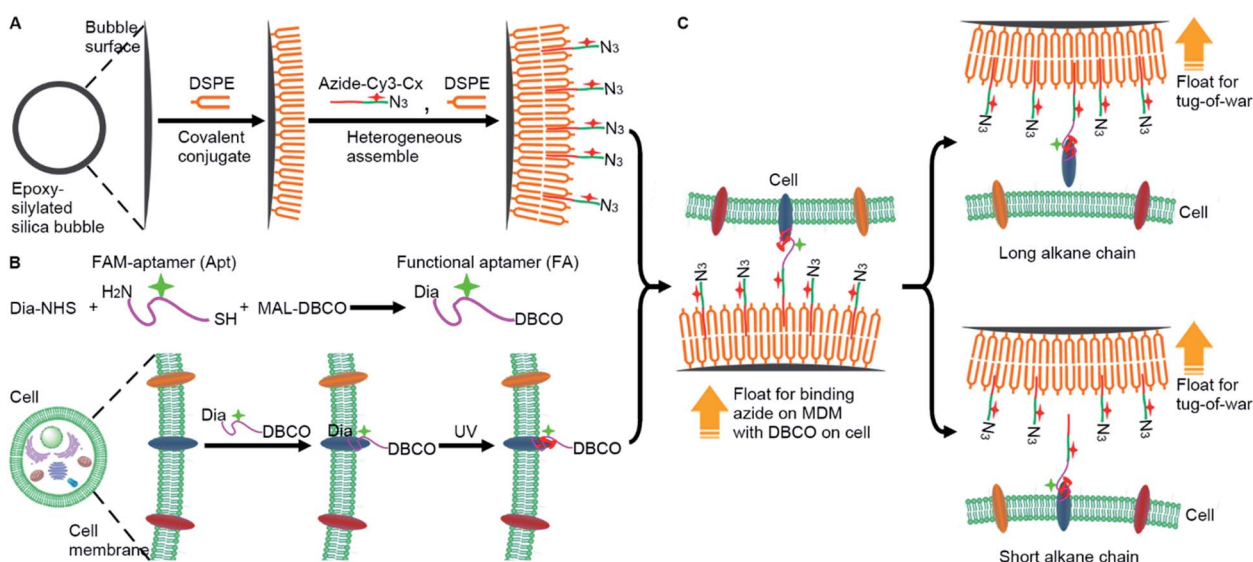 A
Bubble
surface
DSPE
Covalent
conjugate
Azide-Cy3-Cx
N3
,
DSPE
Heterogeneous
assemble
N3
N3
N3
N3
N3
Epoxy-
silylated
silica bubble
B
FAM-aptamer (Apt)
Functional aptamer (FA)
Dia-NHS + H2N SH + MAL-DBCO
Dia DBCO
Cell
Cell
membrane
Dia DBCO
Dia DBCO
UV
DBCO
C
Cell
N3
N3
N3
N3
Float for binding
azide on MDM
with DBCO on cell
Float for
tug-of-war
N3
N3
N3
N3
Cell
Long alkane chain
Float for
tug-of-war
N3
N3
N3
N3
Cell
Short alkane chain